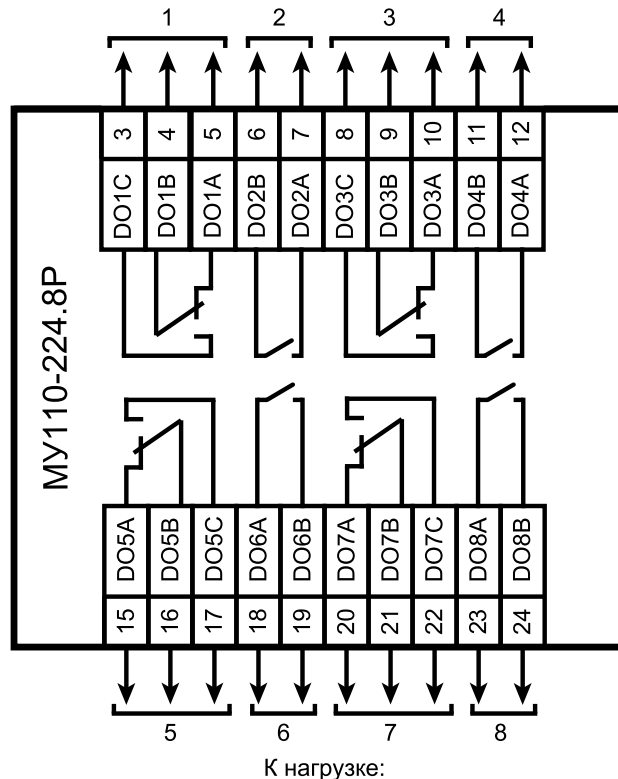 1 2 3 4
3 4 5 6 7 8 9 10 11 12
DO1C DO1B DO1A DO2B DO2A DO3C DO3B DO3A DO4B DO4A
МУ110-224.8Р
DO5A DO5B DO5C DO6A DO6B DO7A DO7B DO7C DO8A DO8B
15 16 17 18 19 20 21 22 23 24
5 6 7 8
К нагрузке: